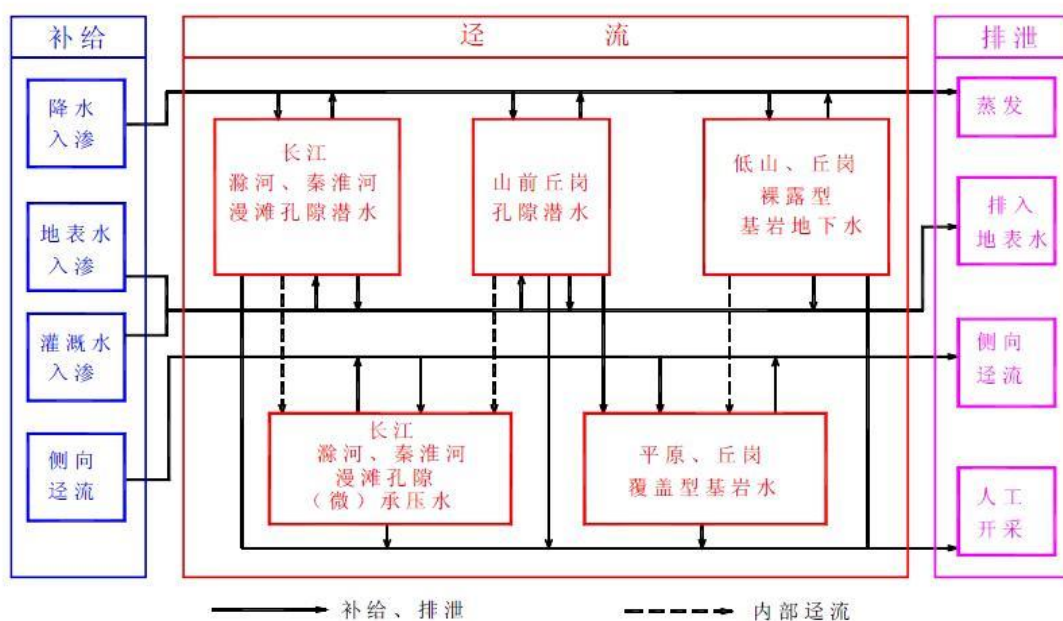 补给
降水
入渗
地表水
入渗
灌溉水
入渗
侧向
迳流
迳 流
长江
滁河、秦淮河
漫滩孔隙潜水
山前丘岗
孔隙潜水
低山、丘岗
裸露型
基岩地下水
长江
滁河、秦淮河
漫滩孔隙
（微）承压水
平原、丘岗
覆盖型基岩水
排泄
蒸发
排入
地表水
侧向
迳流
人工
开采
补给、排泄
内部迳流